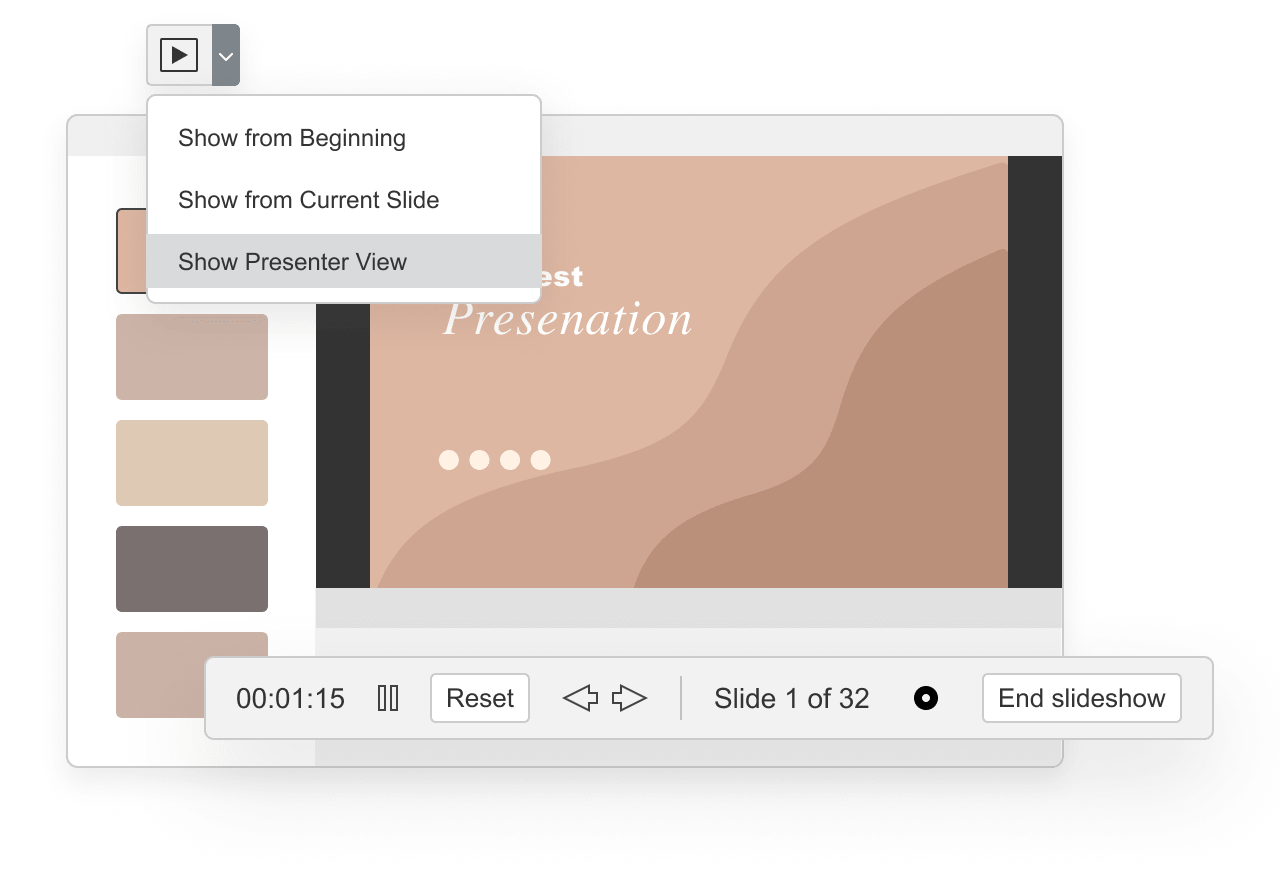 Show from Beginning
Show from Current Slide
Show Presenter View
est
Presenation
00:01:15
Reset
Slide 1 of 32
End slideshow